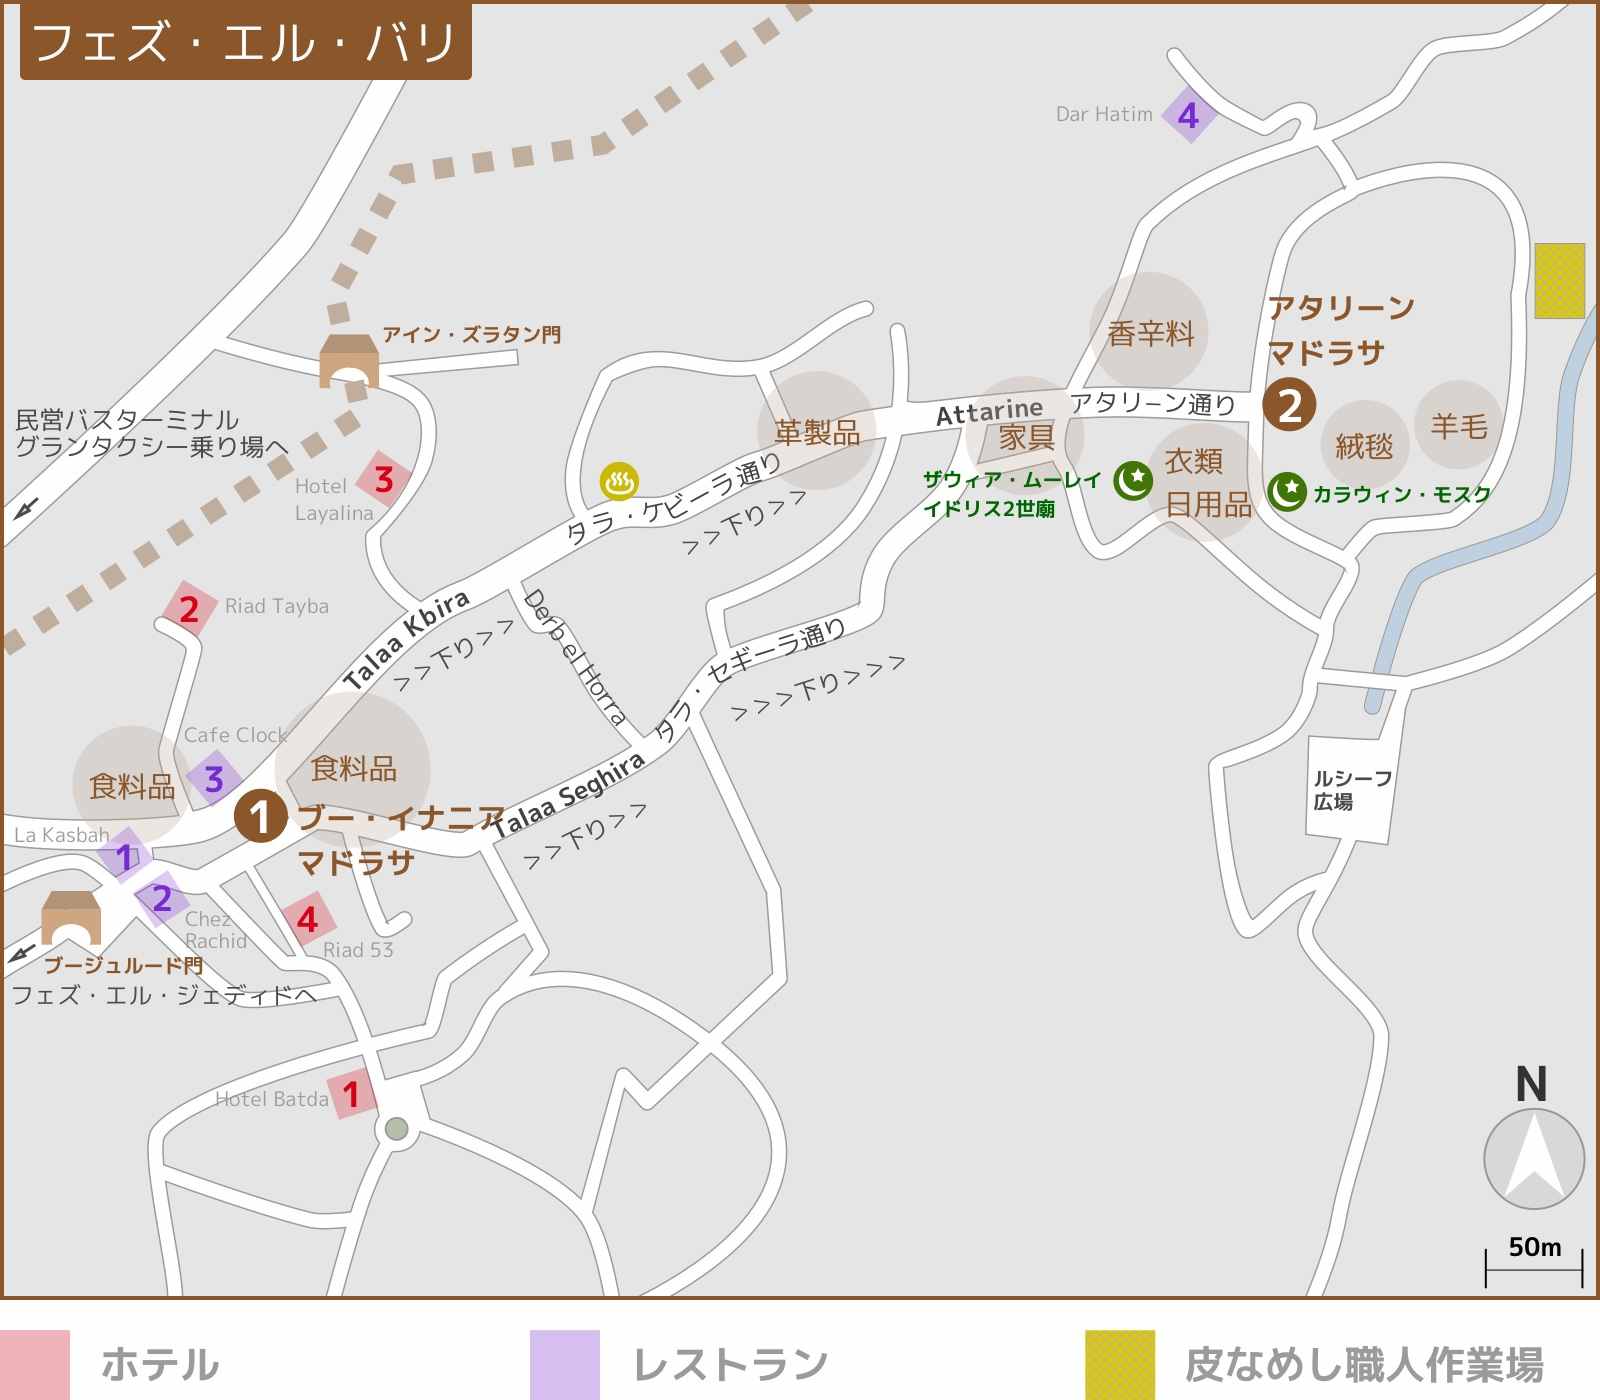 フェズ・エル・バリ
Dar Hatim
4
アイン・ズラタン門
アタリーン
マドラサ
2
香辛料
Attarine
アタリーン通り
革製品
家具
羊毛
絨毯
衣類
日用品
民営バスターミナル
グランタクシー乗り場へ
Hotel
Layalina
3
ザウィア・ムーレイ
イドリス2世廟
カラウィン・モスク
タラ・ケビーラ通り
>>下り>>
2
Riad Tayba
Talaa Kbira
>>下り>>
Derb el Horra
タラ・セギーラ通り
>>>下り>>>
Cafe Clock
3
食料品
食料品
Talaa Seghira
>>下り>>
1
ブー・イナニア
マドラサ
ルシーフ
広場
La Kasbah
1
2
Chez
Rachid
4
Riad 53
ブージュルード門
フェズ・エル・ジェディドへ
Hotel Batda
1
N
50m
ホテル
レストラン
皮なめし職人作業場